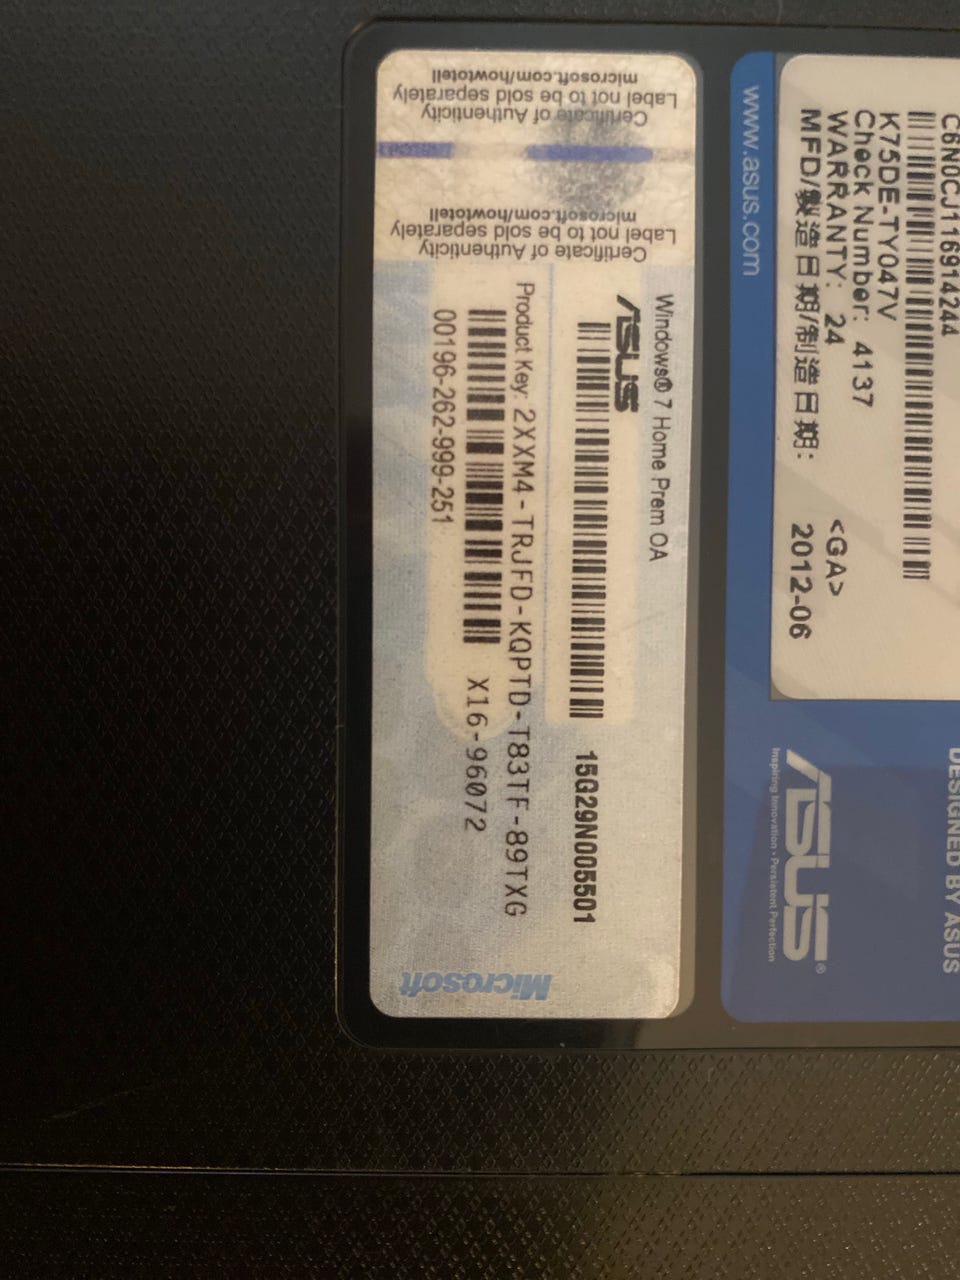 Certificate of Authenticity
Label not to be sold separately
microsoft.com/howtotell
Certificate of Authenticity
Label not to be sold separately
microsoft.com/howtotell
Windows® 7 Home Prem OA
ASUS
15G29N005501
Product Key: 2XXM4-TRJFD-KQPTD-T83TF-89TXG
X16-96072
00196-262-999-251
Microsoft
C6N0CJ116914244
K75DE-TY047V
Check Number: 4137
WARRANTY: 24 <GA>
MFD/製造日期/制造日期: 2012-06
www.asus.com
DESIGNED BY ASUS
ASUS®
Inspiring Innovation • Persistent Perfection